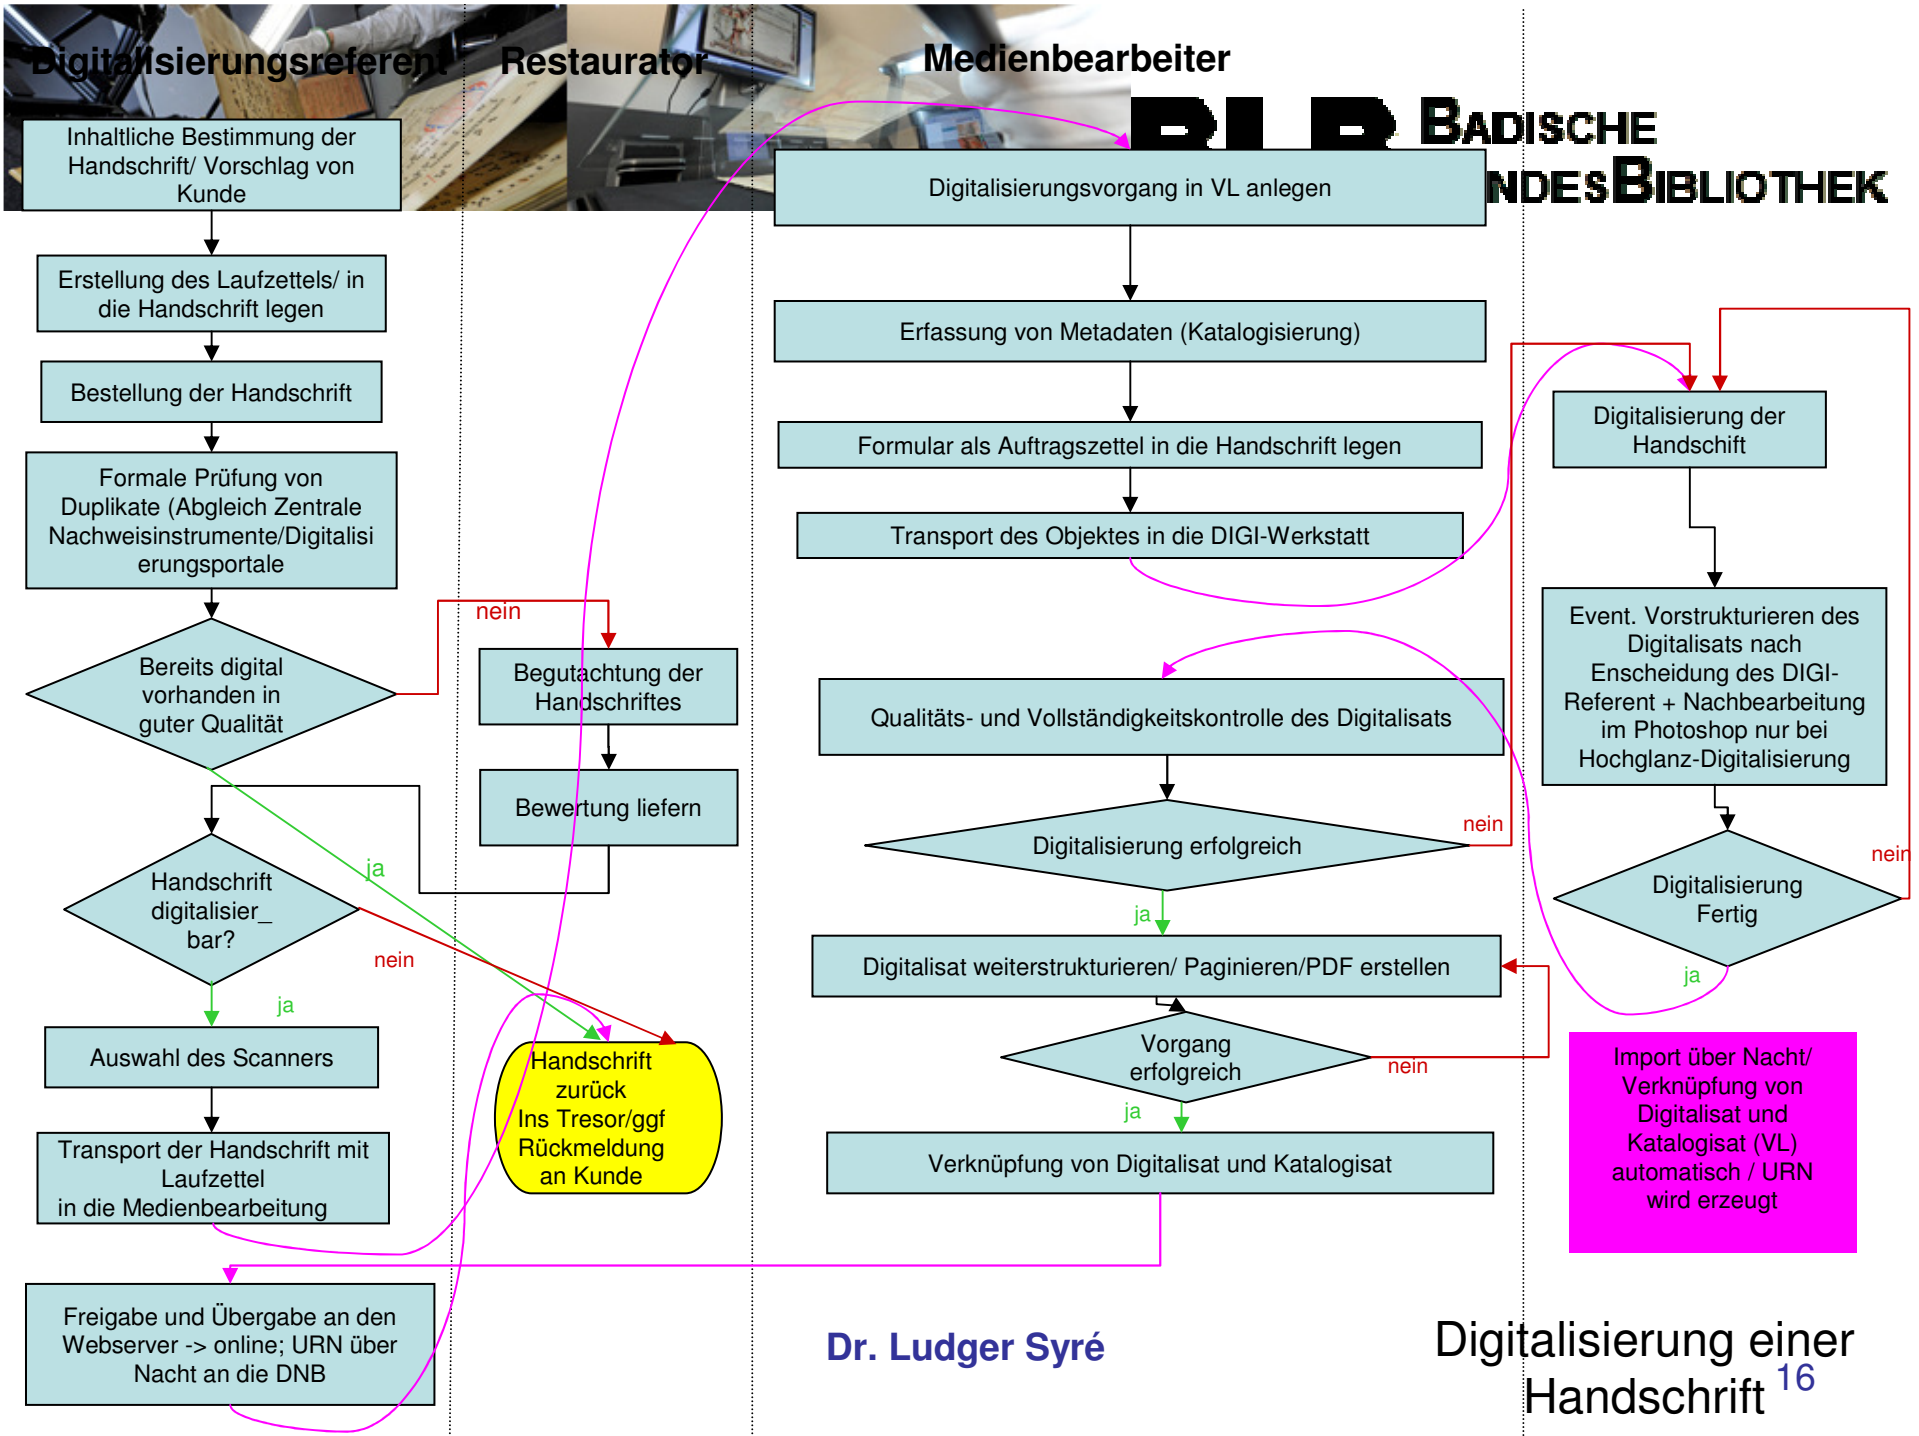 Digitalisierungsreferent
Restaurator
Medienbearbeiter
BADISCHE
BIBLIOTHEK
Inhaltliche Bestimmung der
Handschrift/ Vorschlag von
Kunde
Erstellung des Laufzettels/ in
die Handschrift legen
Bestellung der Handschrift
Formale Prüfung von
Duplikate (Abgleich Zentrale
Nachweisinstrumente/Digitalisi
erungsportale
Bereits digital
vorhanden in
guter Qualität
nein
ja
Handschrift
digitalisier_
bar?
nein
ja
Auswahl des Scanners
Transport der Handschrift mit
Laufzettel
in die Medienbearbeitung
Freigabe und Übergabe an den
Webserver -> online; URN über
Nacht an die DNB
Begutachtung der
Handschriftes
Bewertung liefern
Handschrift
zurück
Ins Tresor/ggf
Rückmeldung
an Kunde
Digitalisierungsvorgang in VL anlegen
Erfassung von Metadaten (Katalogisierung)
Formular als Auftragszettel in die Handschrift legen
Transport des Objektes in die DIGI-Werkstatt
Qualitäts- und Vollständigkeitskontrolle des Digitalisats
Digitalisierung erfolgreich
nein
ja
Digitalisat weiterstrukturieren/ Paginieren/PDF erstellen
Vorgang
erfolgreich
nein
ja
Verknüpfung von Digitalisat und Katalogisat
Digitalisierung der
Handschift
Event. Vorstrukturieren des
Digitalisats nach
Enscheidung des DIGI-
Referent + Nachbearbeitung
im Photoshop nur bei
Hochglanz-Digitalisierung
Digitalisierung
Fertig
nein
ja
Import über Nacht/
Verknüpfung von
Digitalisat und
Katalogisat (VL)
automatisch / URN
wird erzeugt
Dr. Ludger Syré
Digitalisierung einer
Handschrift 16